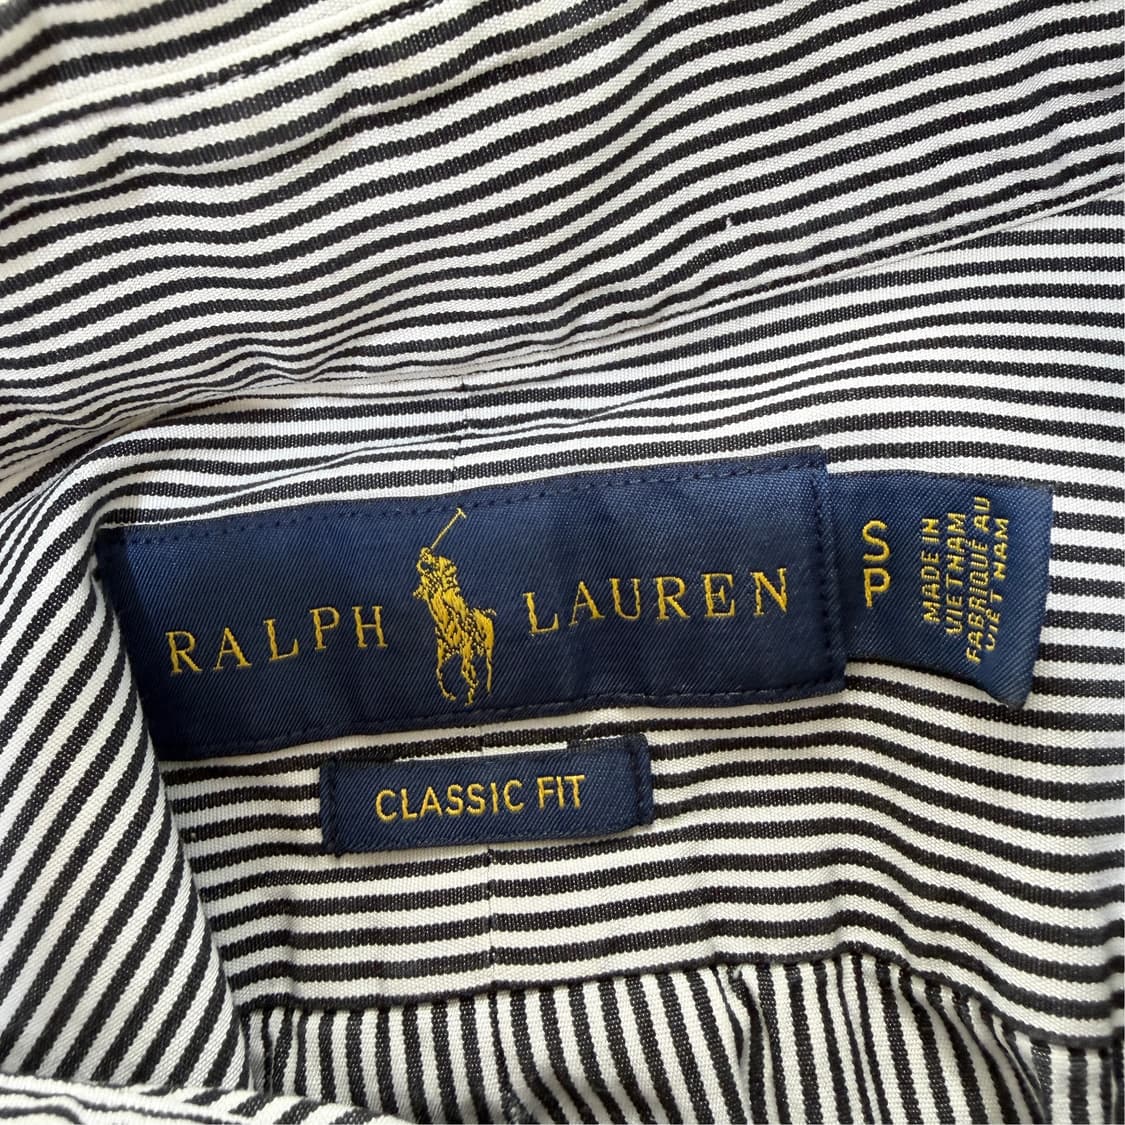 RALPH LAUREN
S
P
MADE IN
VIETNAM
FABRIQUÉ AU
VIET NAM
CLASSIC FIT